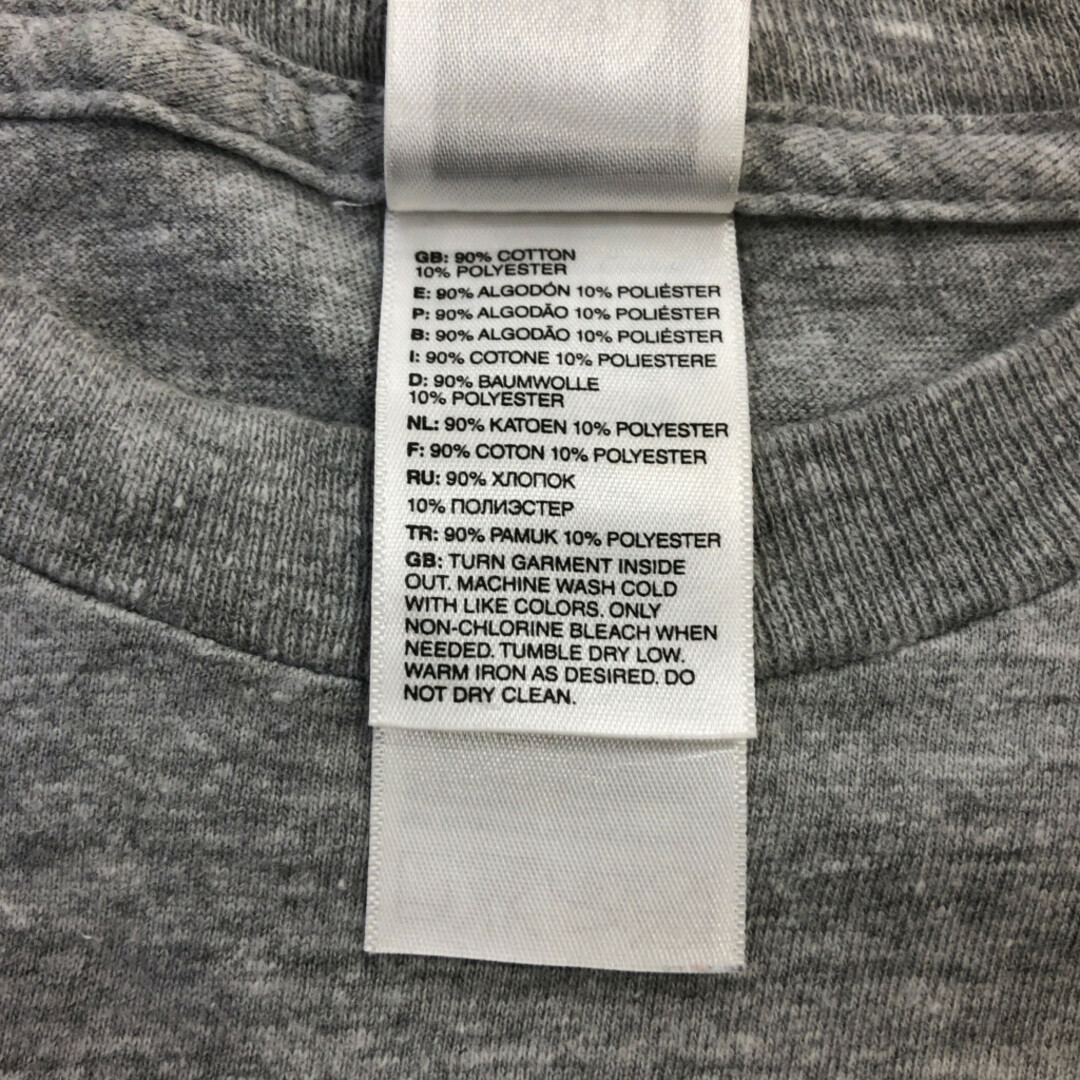 GB: 90% COTTON
10% POLYESTER
E: 90% ALGODÓN 10% POLIÉSTER
P: 90% ALGODÃO 10% POLIÉSTER
B: 90% ALGODÃO 10% POLIÉSTER
I: 90% COTONE 10% POLIESTERE
D: 90% BAUMWOLLE
10% POLYESTER
NL: 90% KATOEN 10% POLYESTER
F: 90% COTON 10% POLYESTER
RU: 90% ХЛОПОК
10% ПОЛИЭСТЕР
TR: 90% PAMUK 10% POLYESTER
GB: TURN GARMENT INSIDE
OUT. MACHINE WASH COLD
WITH LIKE COLORS. ONLY
NON-CHLORINE BLEACH WHEN
NEEDED. TUMBLE DRY LOW.
WARM IRON AS DESIRED. DO
NOT DRY CLEAN.